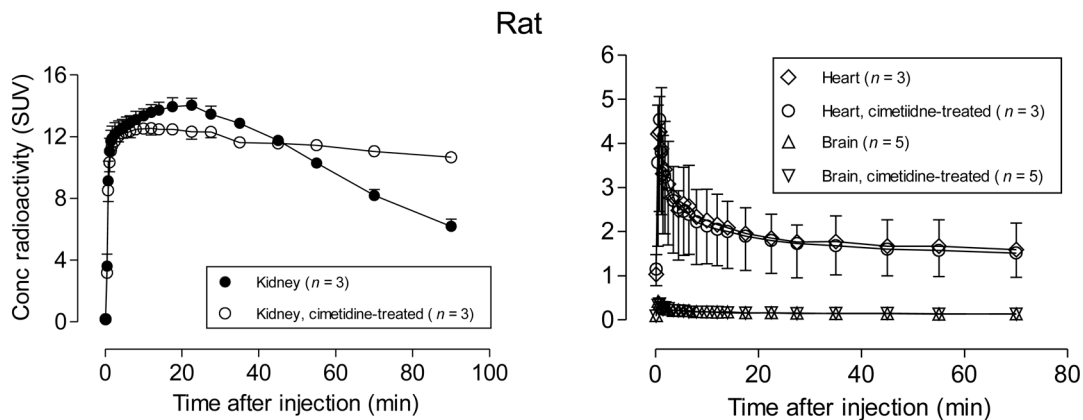 Rat
Conc radioactivity (SUV)
16
12
8
4
0
Kidney (n = 3)
Kidney, cimetidine-treated ( n = 3)
0 20 40 60 80 100
Time after injection (min)
6
5
4
3
2
1
0
Heart (n = 3)
Heart, cimetiidne-treated ( n = 3)
Brain (n = 5)
Brain, cimetidine-treated ( n = 5)
0 20 40 60 80
Time after injection (min)